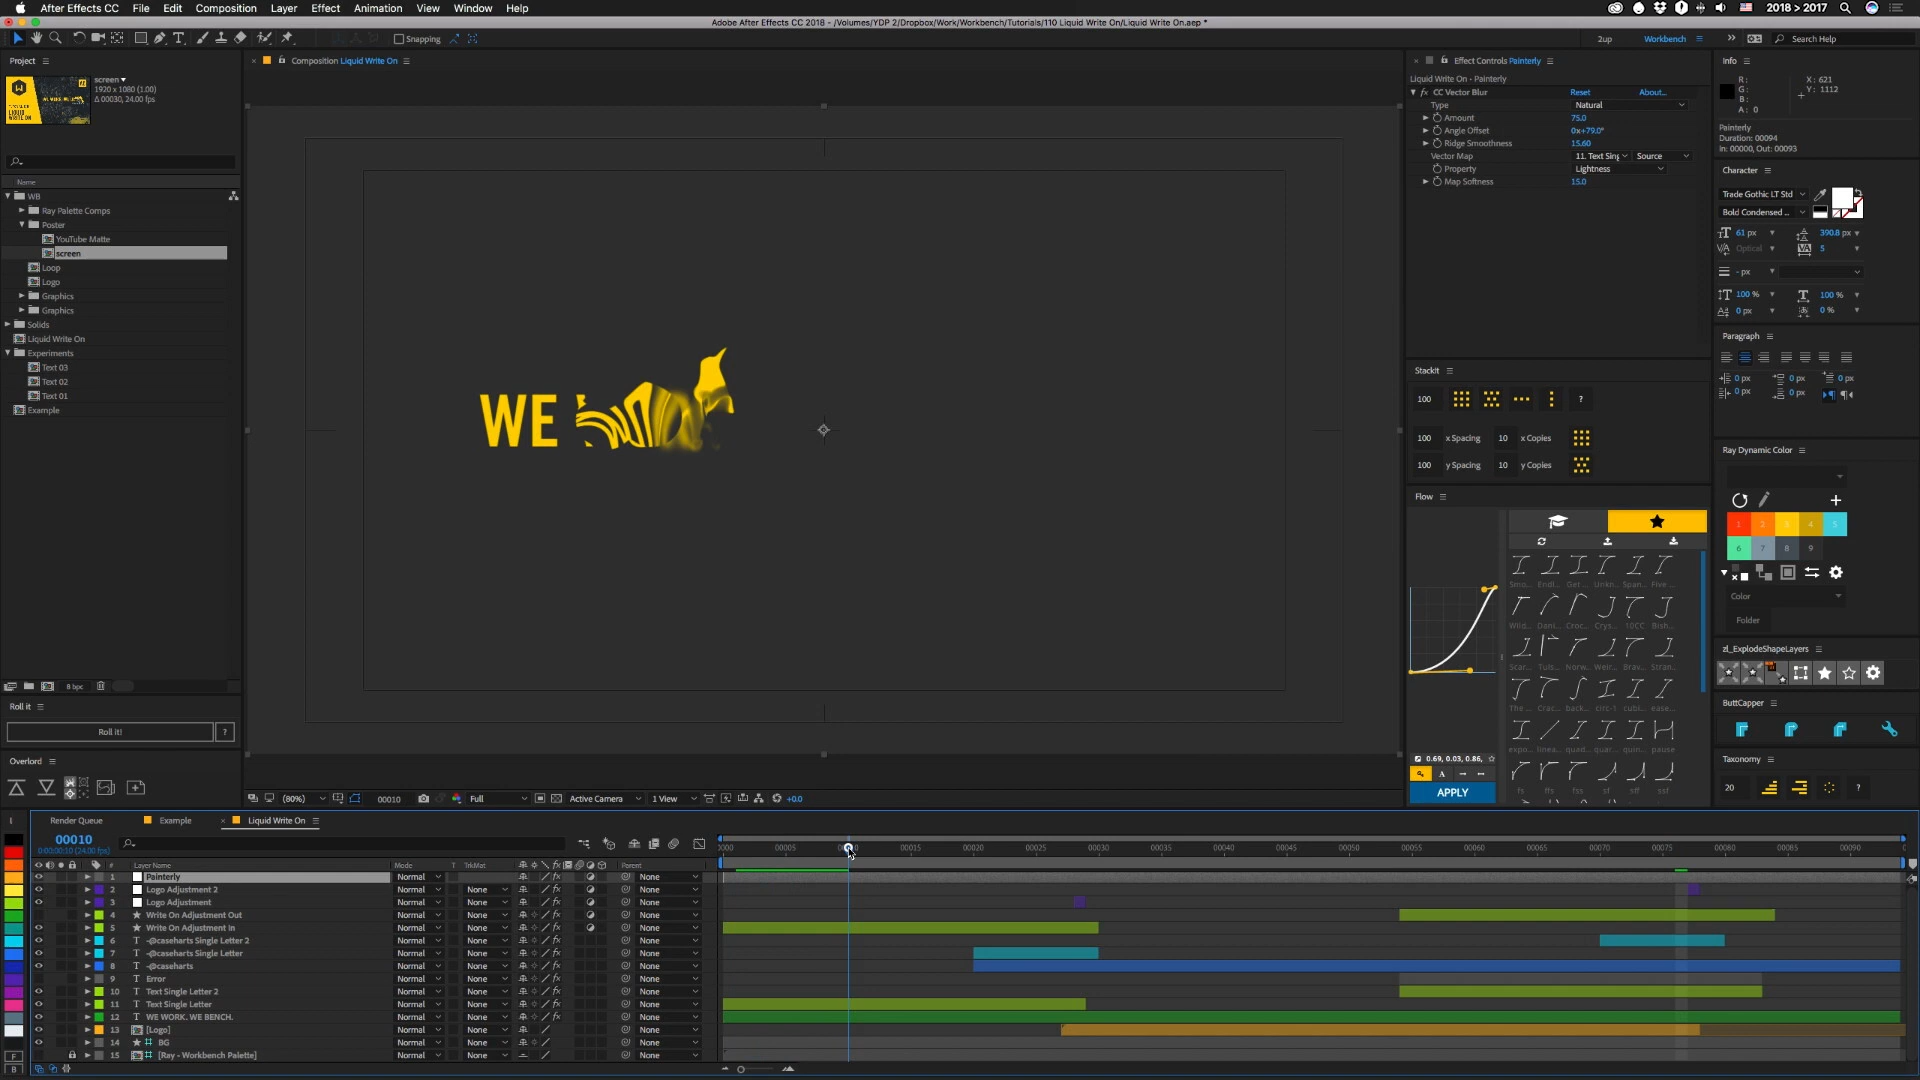 After Effects CC File Edit Composition Layer Effect Animation View Window Help
2018 > 2017
Adobe After Effects CC 2018 - /Volumes/YDP 2/Dropbox/Work/Workbench/Tutorials/110 Liquid Write On/Liquid Write On.aep *
Snapping
2up Workbench Search Help
Project
screen
1920 x 1080 (1.00)
Δ 00030, 24.00 fps
Name
WB
Ray Palette Comps
Poster
YouTube Matte
screen
Loop
Logo
Graphics
Graphics
Solids
Liquid Write On
Experiments
Text 03
Text 02
Text 01
Example
8 bpc
Roll it
Roll it!
?
Overlord
Composition Liquid Write On
WE
(80%) 00010 Full Active Camera 1 View +0.0
Effect Controls Painterly
Liquid Write On • Painterly
fx CC Vector Blur Reset About...
Type Natural
Amount 75.0
Angle Offset 0x+79.0°
Ridge Smoothness 15.60
Vector Map 11. Text Sing Source
Property Lightness
Map Softness 15.0
Stackit
100 ?
100 x Spacing 10 x Copies
100 y Spacing 10 y Copies
Flow
0.69, 0.03, 0.86,
APPLY
Info
R:
G:
B:
A: 0
X: 621
Y: 1112
Painterly
Duration: 00094
In: 00000, Out: 00093
Character
Trade Gothic LT Std
Bold Condensed ...
61 px 390.8 px
Optical 5
- px
100 % 100 %
0 px 0 %
Paragraph
0 px 0 px 0 px
0 px 0 px
Ray Dynamic Color
1 2 3 4 5
6 7 8 9
Color
Folder
zl_ExplodeShapeLayers
ButtCapper
Taxonomy
20 ?
Render Queue Example Liquid Write On
00010
0:00:00:10 (24.00 fps)
0000 00005 00015 00020 00025 00030 00035 00040 00045 00050 00055 00060 00065 00070 00075 00080 00085 00090
# Layer Name Mode T TrkMat Parent
1 Painterly Normal None
2 Logo Adjustment 2 Normal None None
3 Logo Adjustment Normal None None
4 Write On Adjustment Out Normal None None
5 Write On Adjustment In Normal None None
6 -@caseharts Single Letter 2 Normal None None
7 -@caseharts Single Letter Normal None None
8 -@caseharts Normal None None
9 Error Normal None None
10 Text Single Letter 2 Normal None None
11 Text Single Letter Normal None None
12 WE WORK. WE BENCH. Normal None None
13 [Logo] Normal None None
14 BG Normal None None
15 [Ray - Workbench Palette] Normal None None